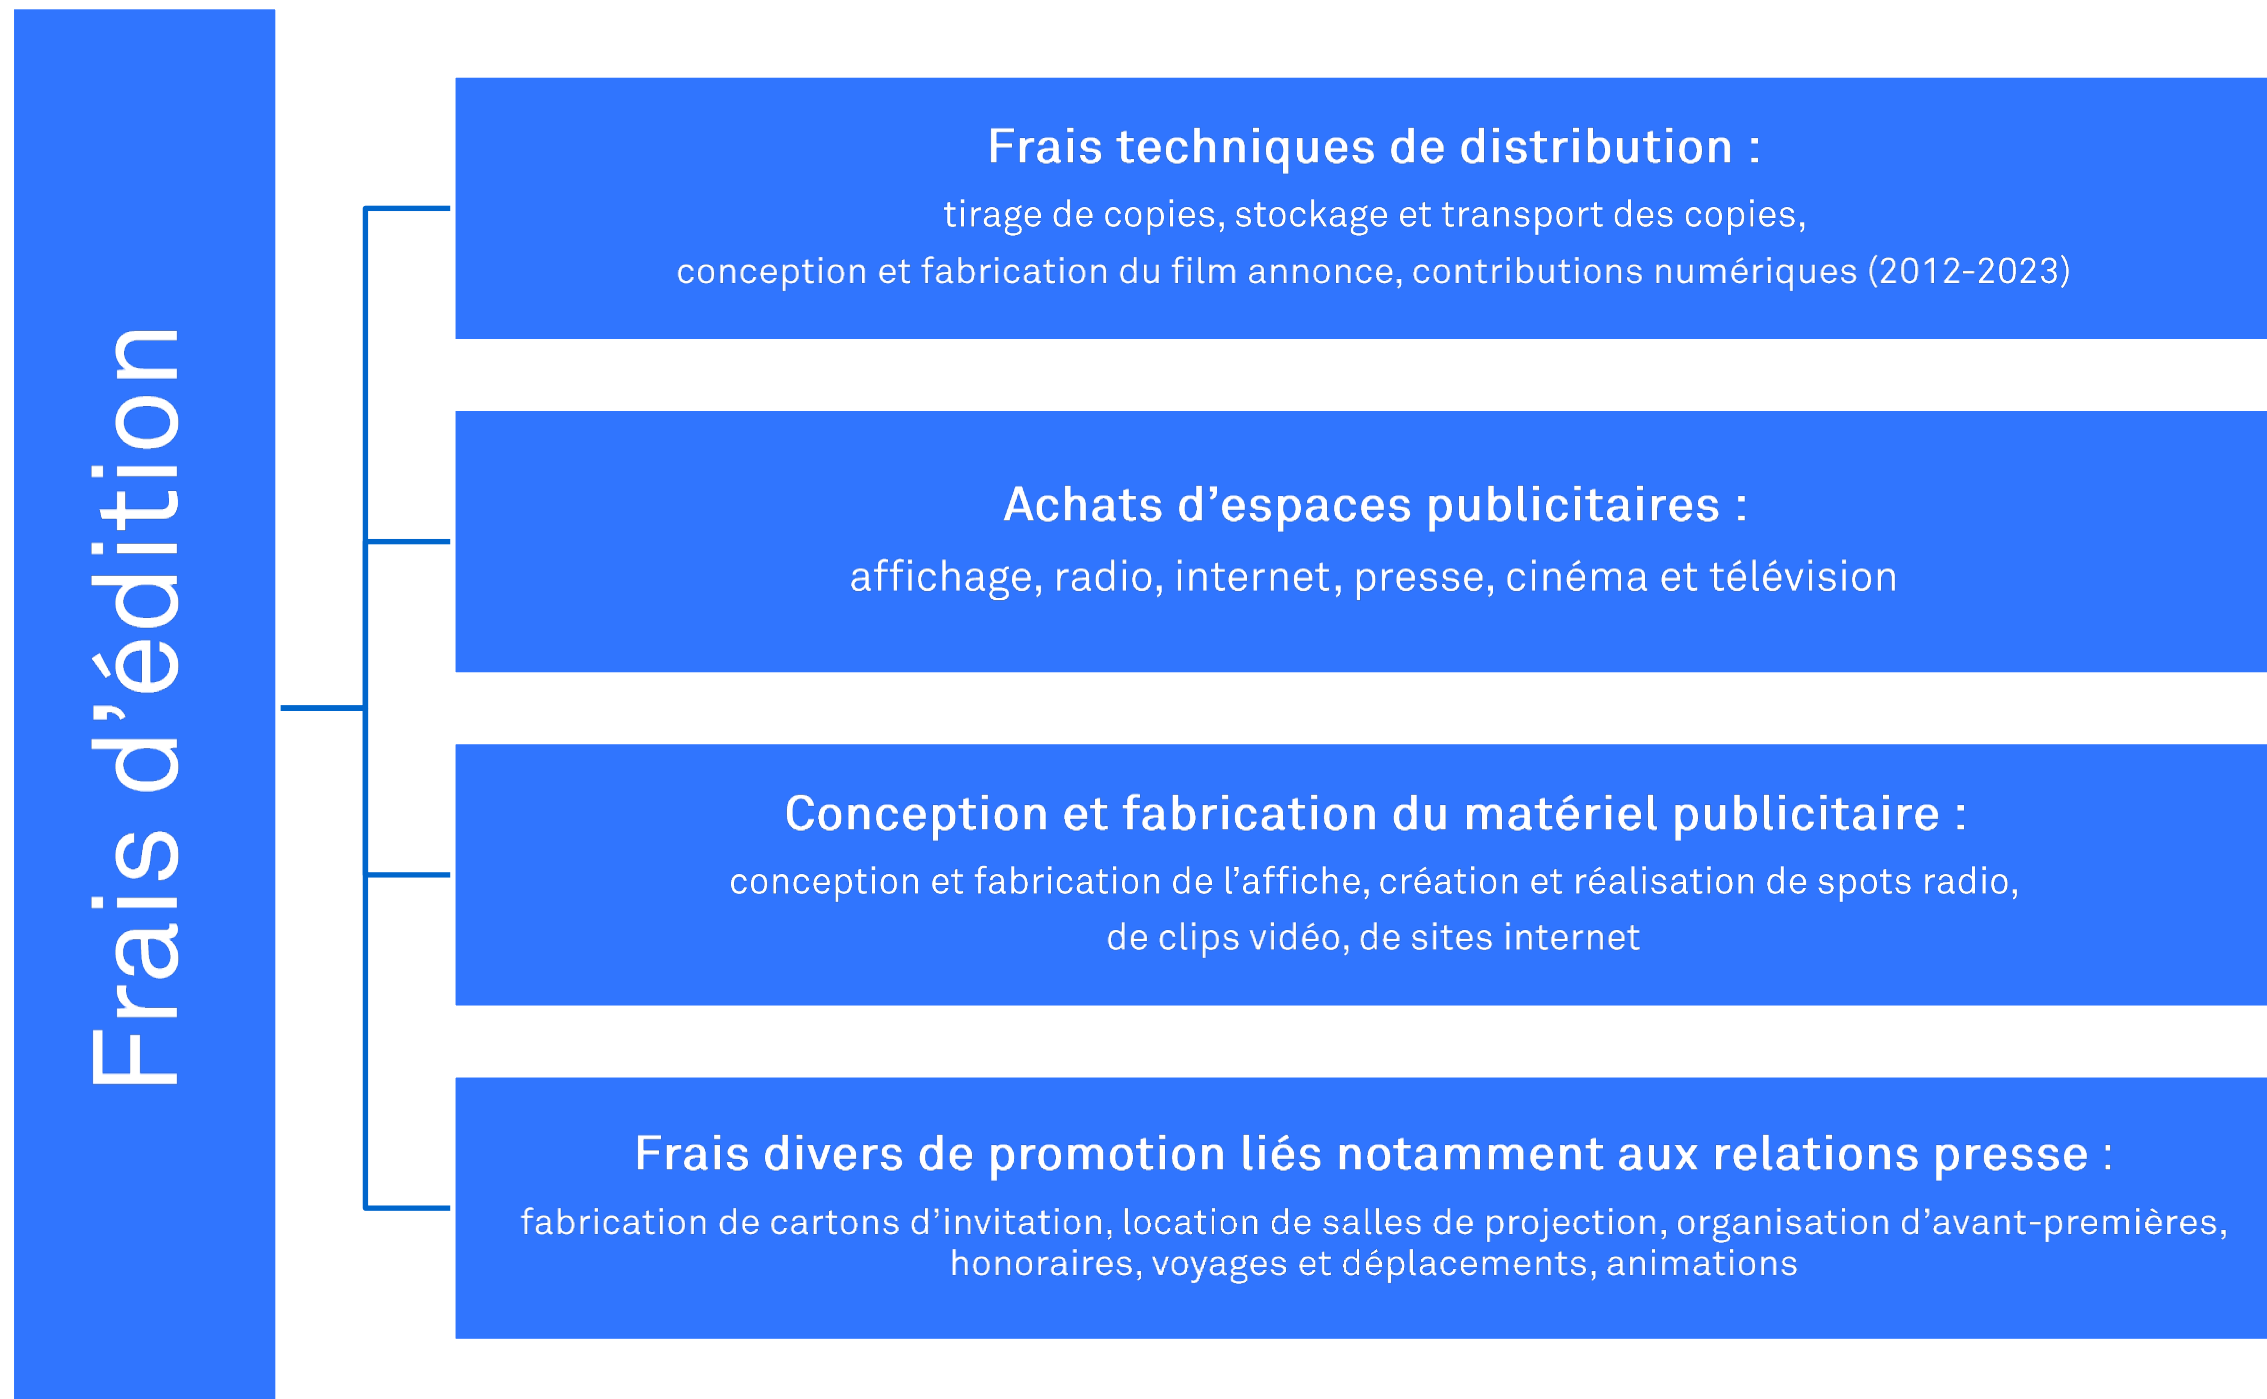 Frais d’édition
Frais techniques de distribution :
tirage de copies, stockage et transport des copies,
conception et fabrication du film annonce, contributions numériques (2012-2023)
Achats d’espaces publicitaires :
affichage, radio, internet, presse, cinéma et télévision
Conception et fabrication du matériel publicitaire :
conception et fabrication de l’affiche, création et réalisation de spots radio,
de clips vidéo, de sites internet
Frais divers de promotion liés notamment aux relations presse :
fabrication de cartons d’invitation, location de salles de projection, organisation d’avant-premières,
honoraires, voyages et déplacements, animations